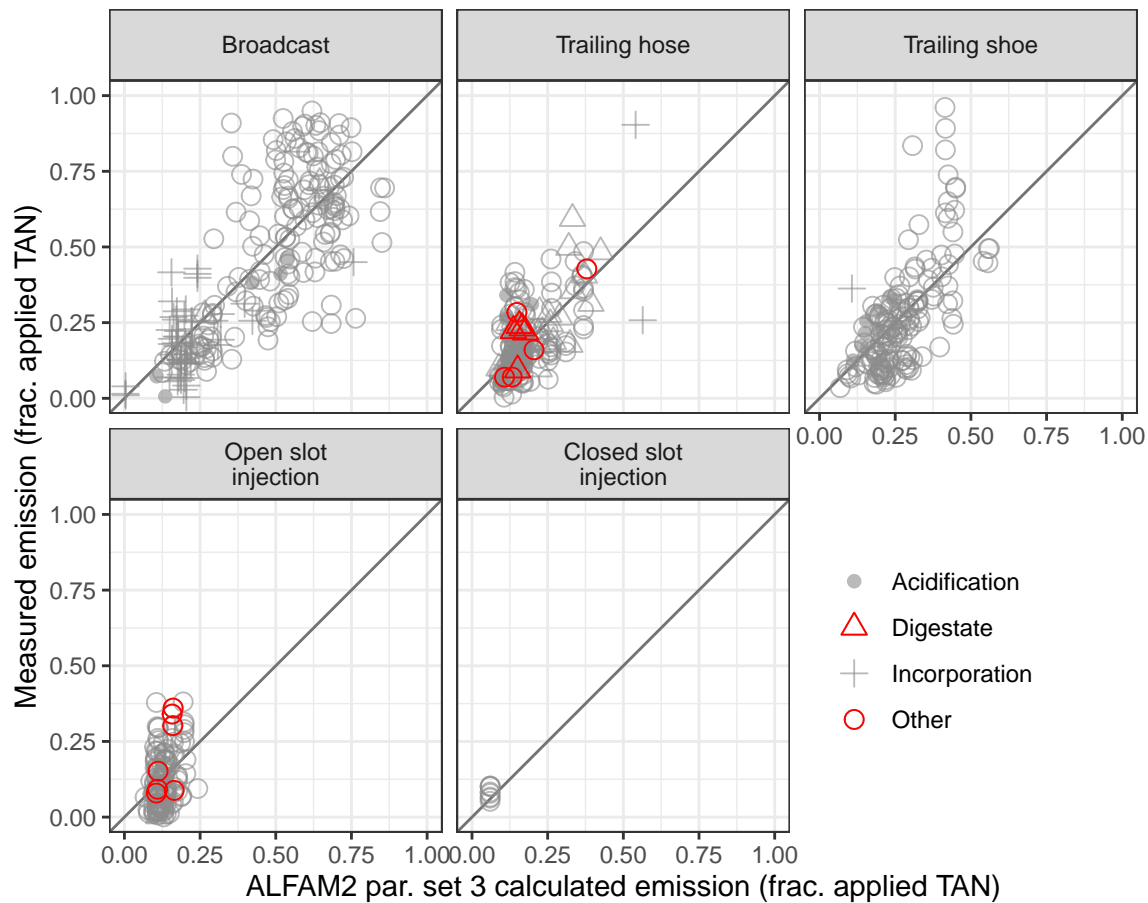 Broadcast
Trailing hose
Trailing shoe
1.00
0.75
0.50
0.25
0.00
0.00 0.25 0.50 0.75 1.00
Open slot
injection
Closed slot
injection
1.00
0.75
0.50
0.25
0.00
0.00 0.25 0.50 0.75 1.00
0.00 0.25 0.50 0.75 1.00
Measured emission (frac. applied TAN)
ALFAM2 par. set 3 calculated emission (frac. applied TAN)
Acidification
Digestate
Incorporation
Other